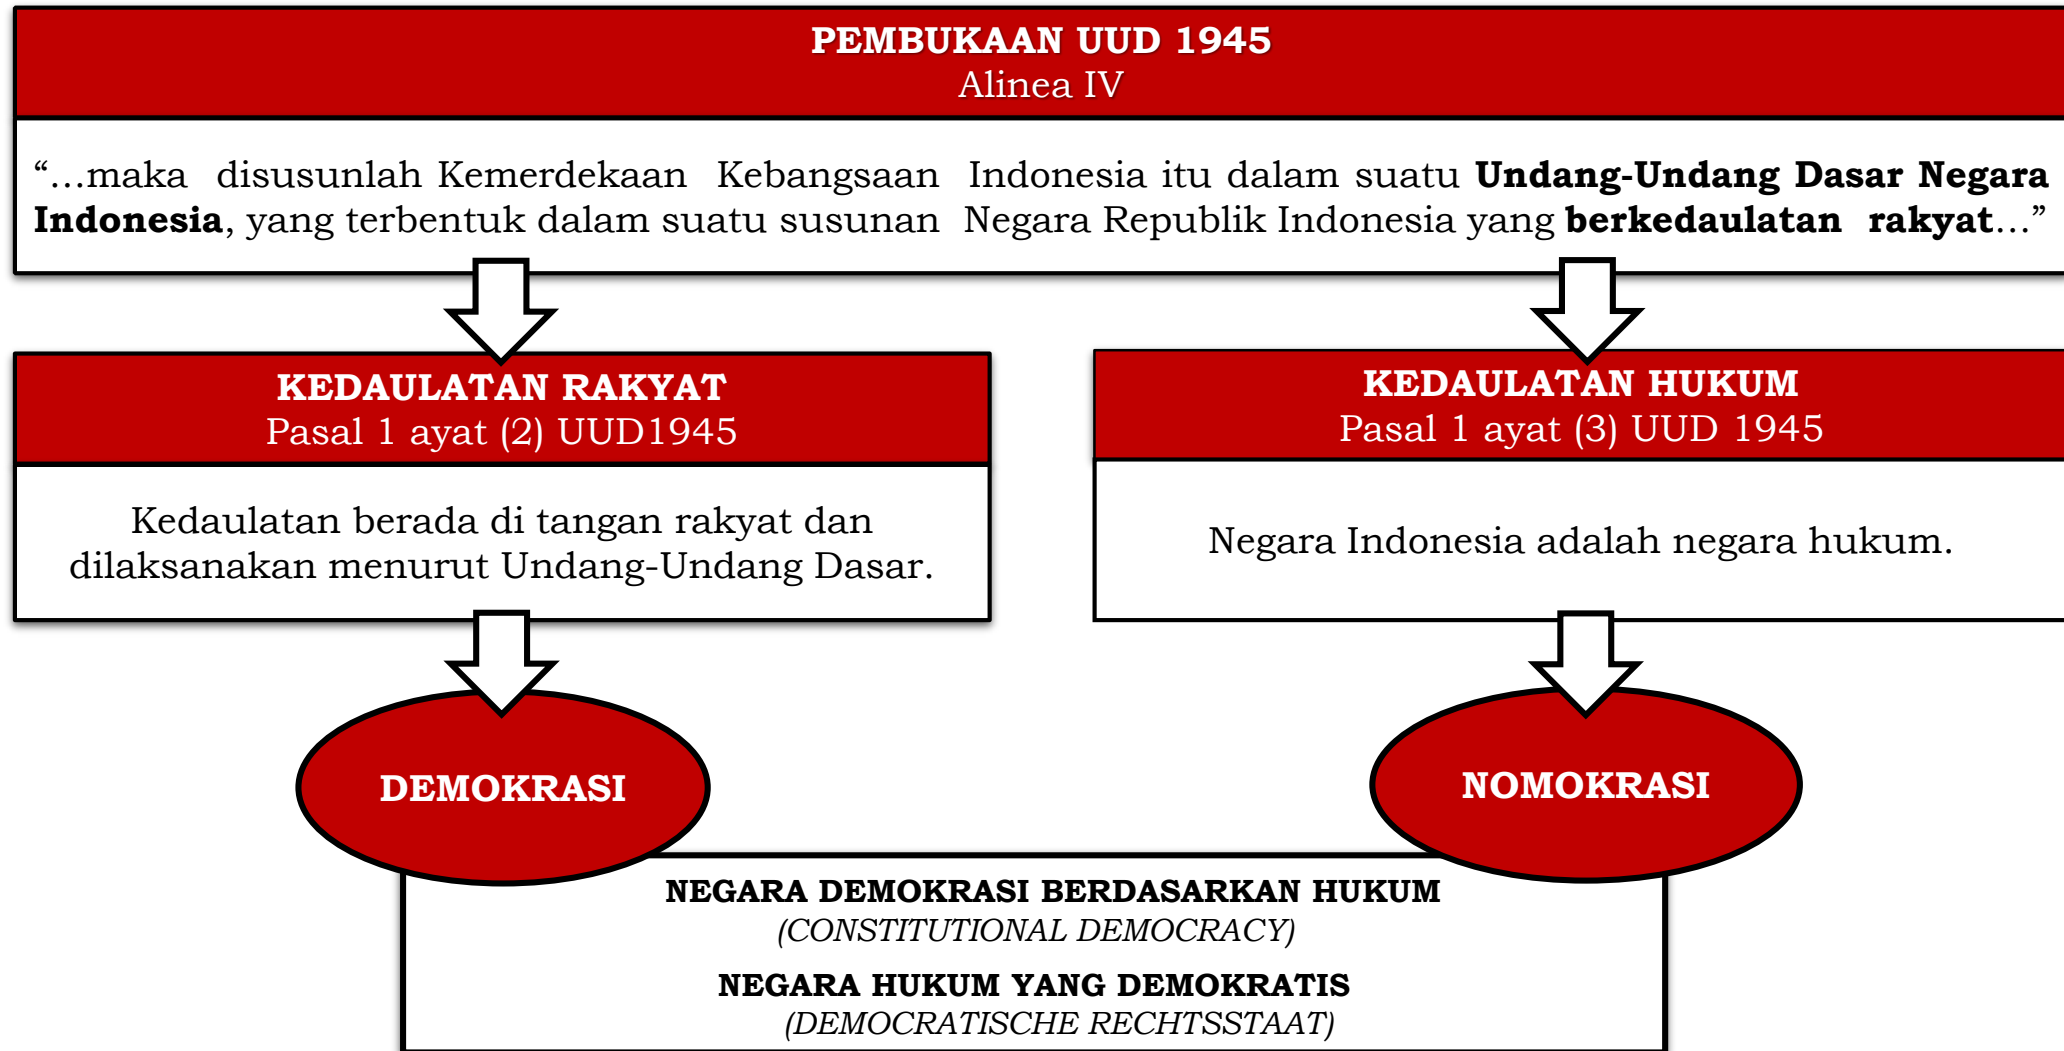 PEMBUKAAN UUD 1945
Alinea IV
“…maka disusunlah Kemerdekaan Kebangsaan Indonesia itu dalam suatu Undang-Undang Dasar Negara
Indonesia, yang terbentuk dalam suatu susunan Negara Republik Indonesia yang berkedaulatan rakyat…”
KEDAULATAN RAKYAT
Pasal 1 ayat (2) UUD1945
Kedaulatan berada di tangan rakyat dan
dilaksanakan menurut Undang-Undang Dasar.
KEDAULATAN HUKUM
Pasal 1 ayat (3) UUD 1945
Negara Indonesia adalah negara hukum.
DEMOKRASI
NOMOKRASI
NEGARA DEMOKRASI BERDASARKAN HUKUM
(CONSTITUTIONAL DEMOCRACY)
NEGARA HUKUM YANG DEMOKRATIS
(DEMOCRATISCHE RECHTSSTAAT)